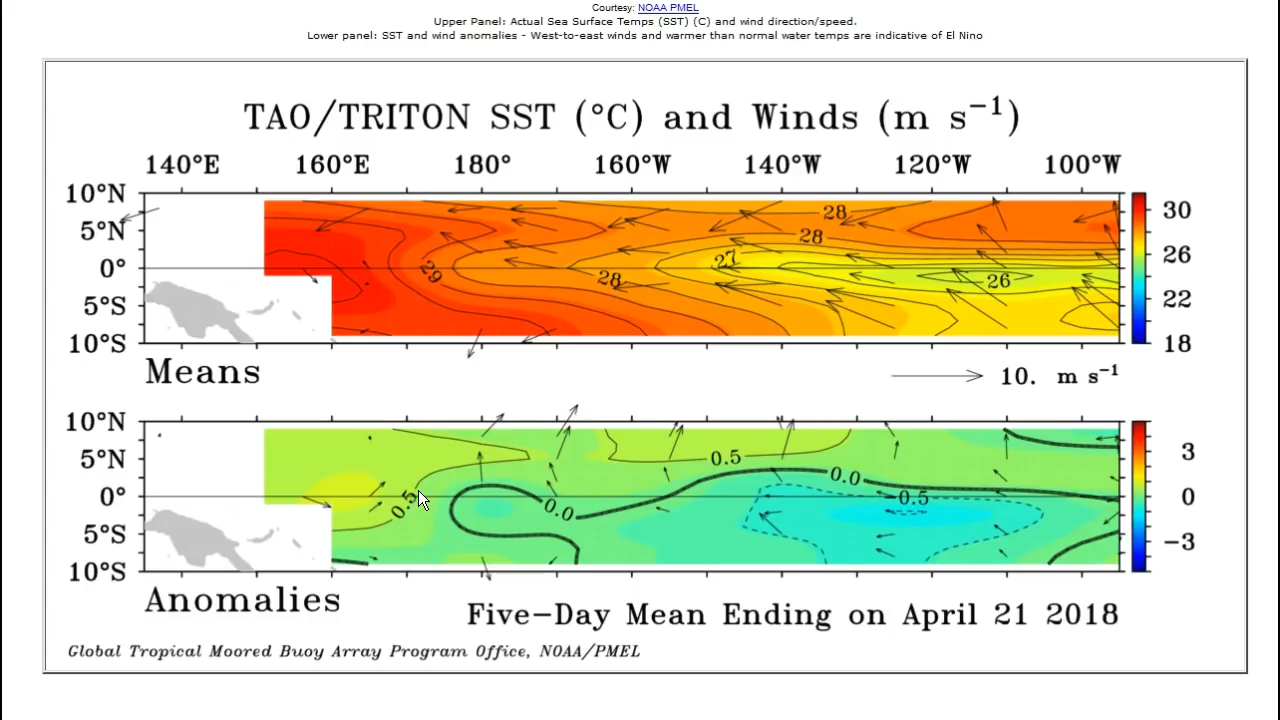 Courtesy: NOAA PMEL
Upper Panel: Actual Sea Surface Temps (SST) (C) and wind direction/speed.
Lower panel: SST and wind anomalies - West-to-east winds and warmer than normal water temps are indicative of El Nino
TAO/TRITON SST (°C) and Winds (m s⁻¹)
140°E 160°E 180° 160°W 140°W 120°W 100°W
10°N
5°N
0°
5°S
10°S
28
28
27
29
28
26
30
26
22
18
Means
10. m s⁻¹
10°N
5°N
0°
5°S
10°S
0.5
0.0
0.5
0.0
-0.5
3
0
−3
Anomalies
Five−Day Mean Ending on April 21 2018
Global Tropical Moored Buoy Array Program Office, NOAA/PMEL